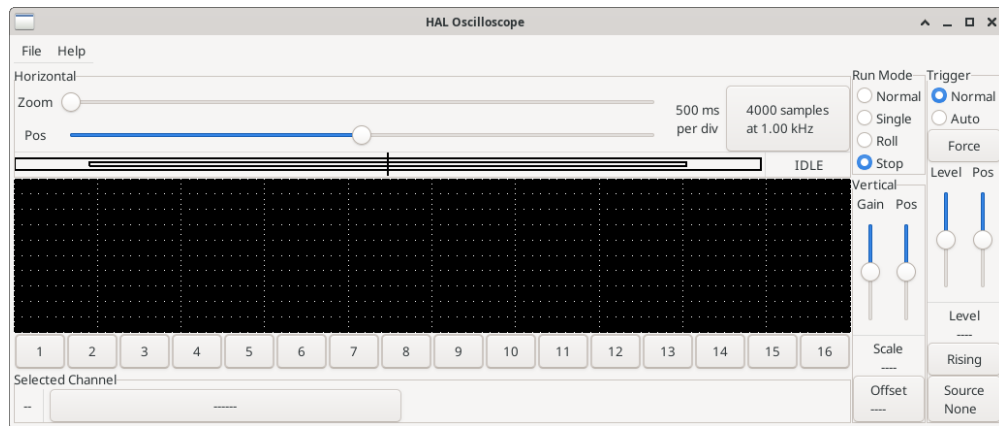 HAL Oscilloscope
File Help
Horizontal
Zoom
Pos
500 ms
per div
4000 samples
at 1.00 kHz
IDLE
Run Mode
Normal
Single
Roll
Stop
Trigger
Normal
Auto
Force
Level Pos
Vertical
Gain Pos
Level
----
Rising
Source
None
Scale
----
Offset
----
1 2 3 4 5 6 7 8 9 10 11 12 13 14 15 16
Selected Channel
-- ------